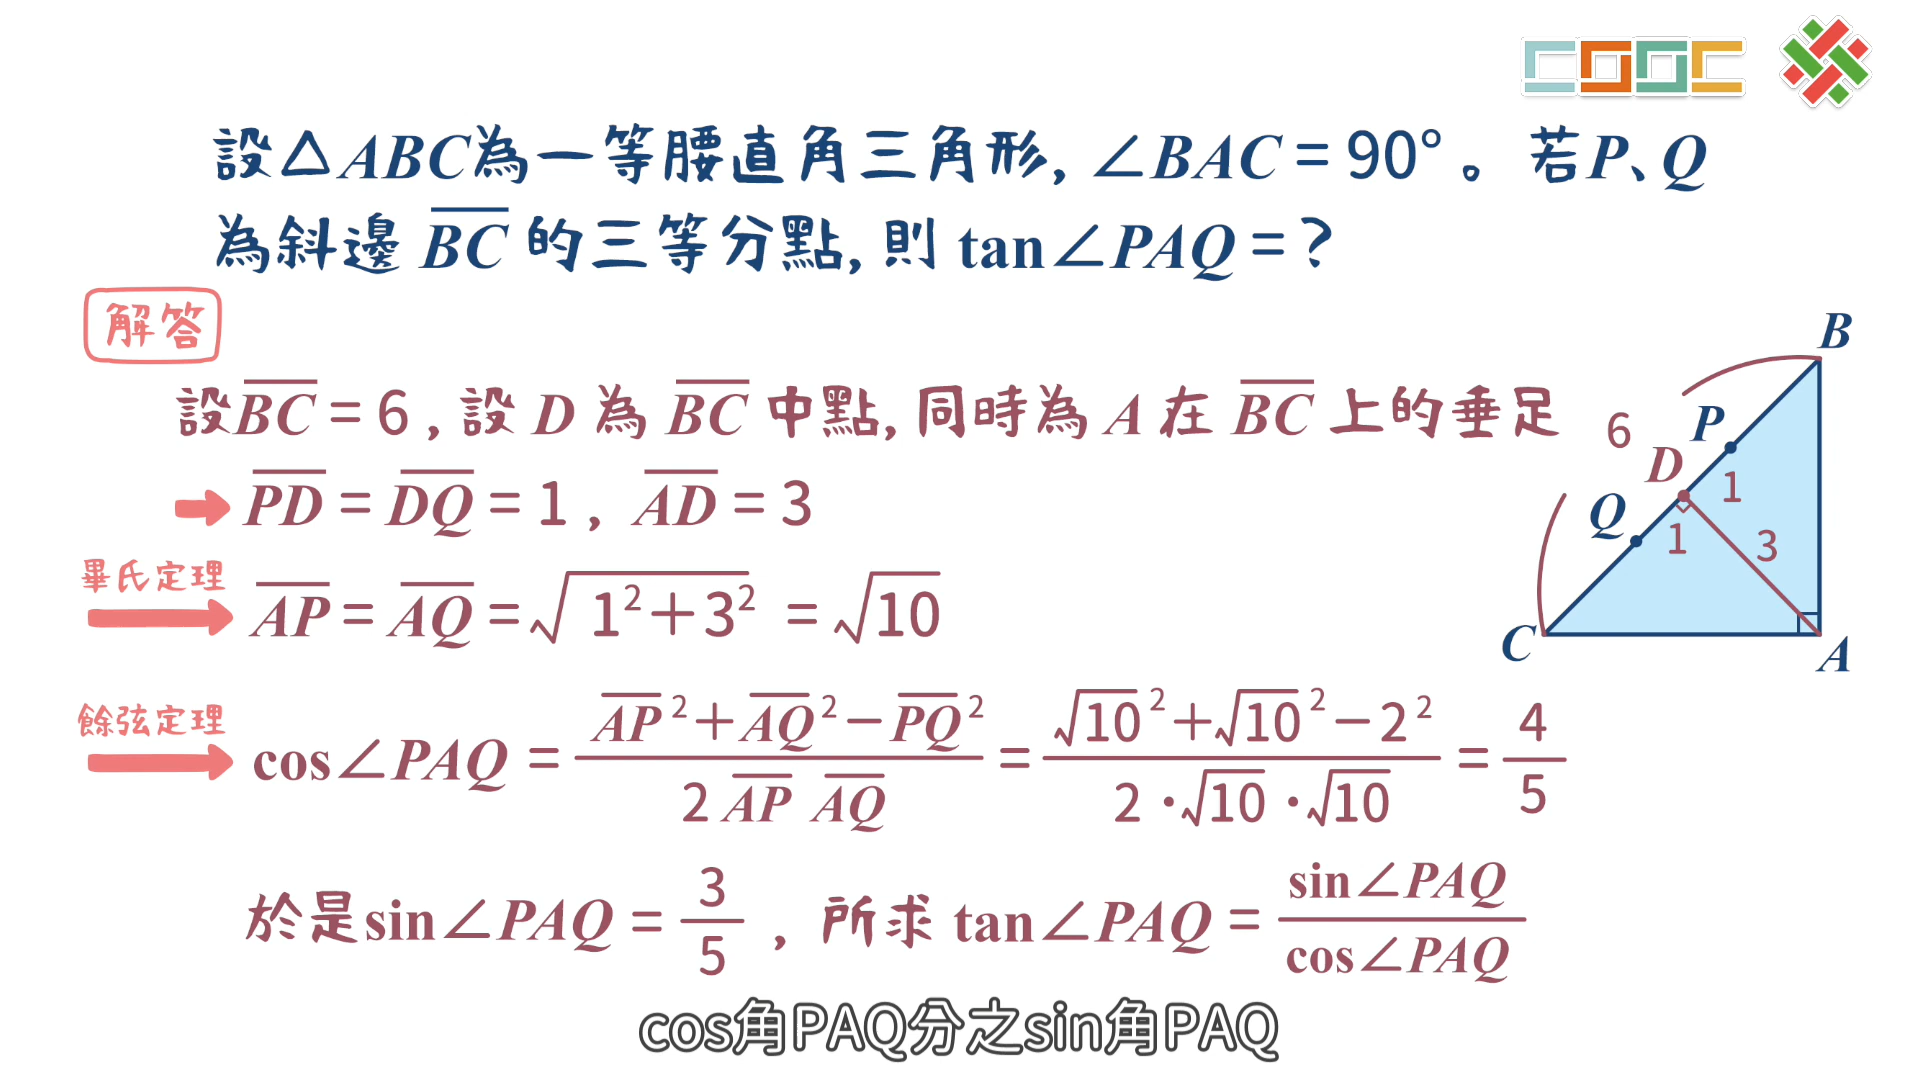 COOC
設△ABC為一等腰直角三角形, ∠BAC = 90°。若P、Q
為斜邊 BC 的三等分點, 則 tan∠PAQ = ?
解答
設BC = 6 , 設 D 為 BC 中點, 同時為 A 在 BC 上的垂足
PD = DQ = 1 , AD = 3
畢氏定理
AP = AQ = √1²+3² = √10
餘弦定理
cos∠PAQ = AP²+AQ²−PQ² / 2 AP AQ = √10²+√10²−2² / 2·√10·√10 = 4/5
於是sin∠PAQ = 3/5 , 所求 tan∠PAQ = sin∠PAQ / cos∠PAQ
B
6
P
D
1
Q
1
3
C
A
cos角PAQ分之sin角PAQ